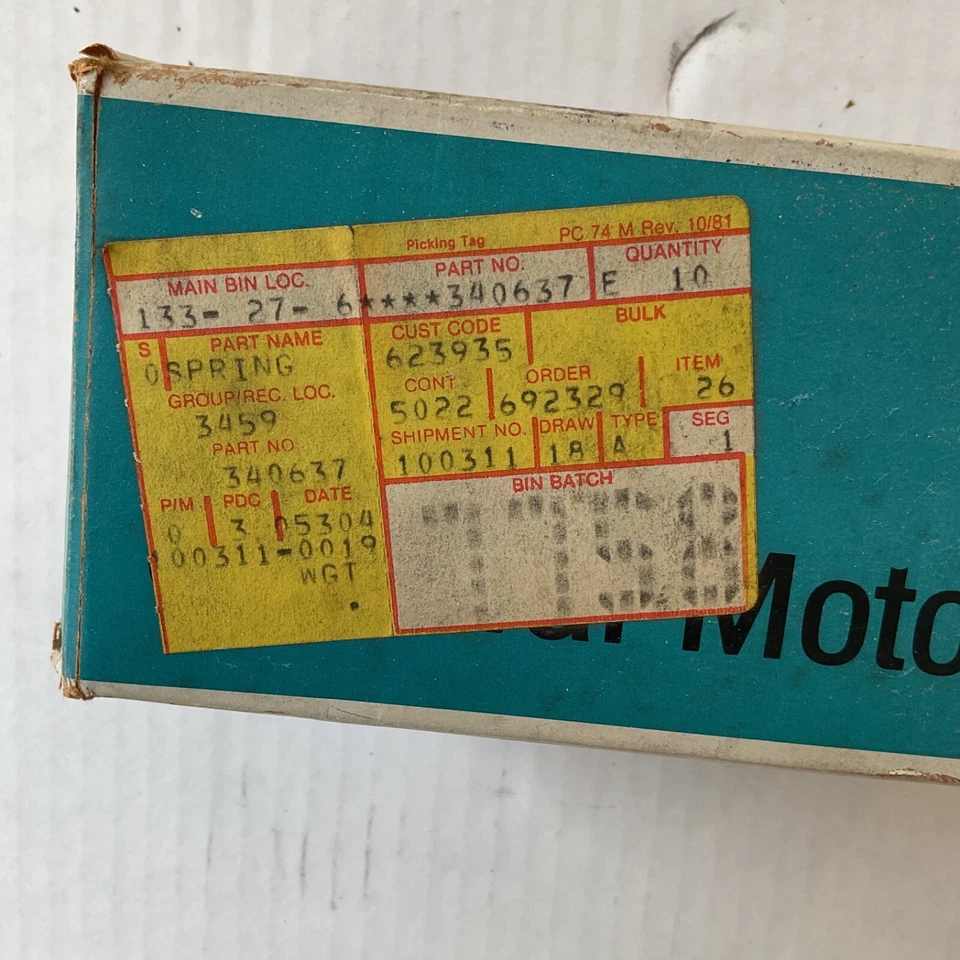 Picking Tag PC 74 M Rev. 10/81
MAIN BIN LOC. PART NO. QUANTITY
133- 27- 6****340637 E 10
S PART NAME CUST CODE BULK
0SPRING 623935
GROUP/REC. LOC. CONT ORDER ITEM
3459 5022 692329 26
PART NO. SHIPMENT NO. DRAW TYPE SEG
340637 100311 18 A 1
P/M PDC DATE BIN BATCH
0 3 05304
100311-0019
WGT
Moto